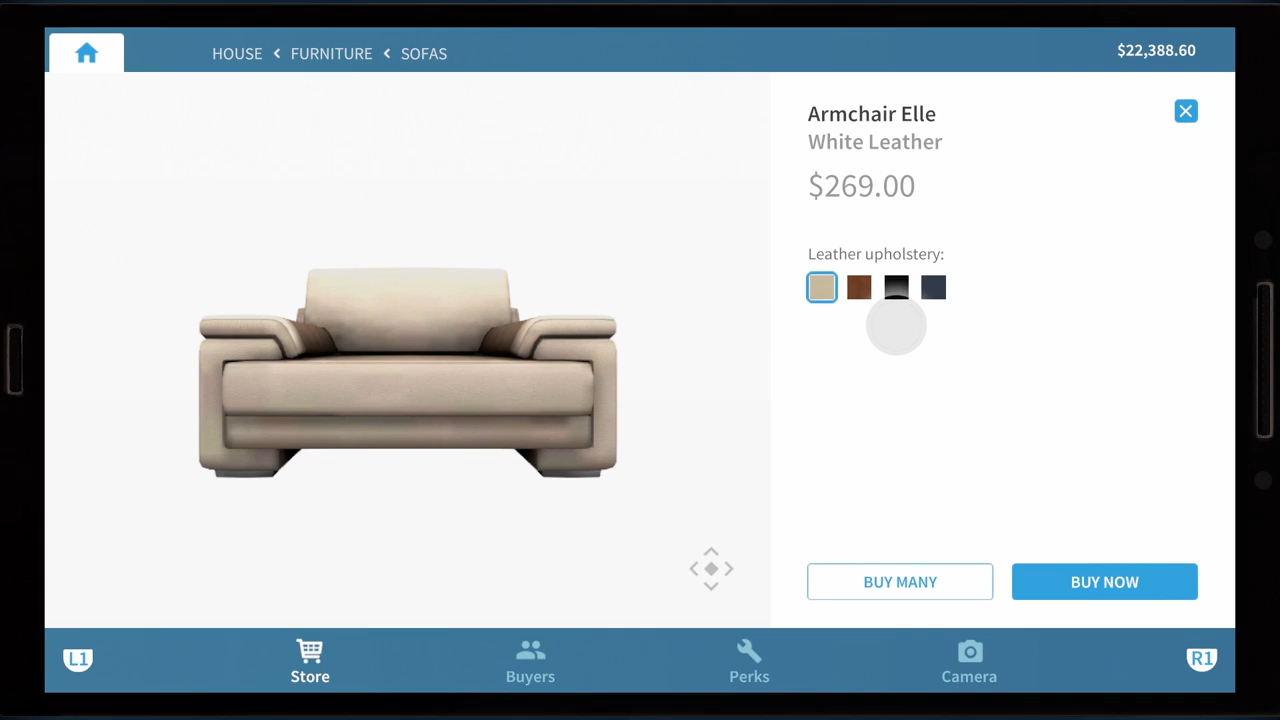 HOUSE FURNITURE SOFAS
$22,388.60
Armchair Elle
White Leather
$269.00
Leather upholstery:
BUY MANY
BUY NOW
L1
Store
Buyers
Perks
Camera
R1